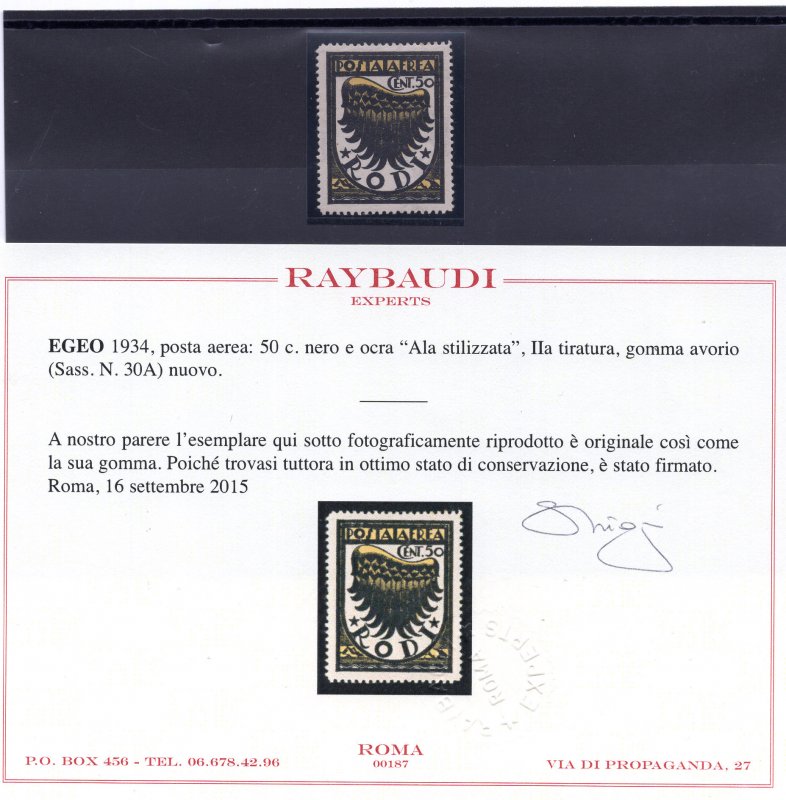 POSTA AEREA
CENT. 50
RODI
RAYBAUDI
EXPERTS
EGEO 1934, posta aerea: 50 c. nero e ocra “Ala stilizzata”, IIa tiratura, gomma avorio
(Sass. N. 30A) nuovo.
A nostro parere l’esemplare qui sotto fotograficamente riprodotto è originale così come
la sua gomma. Poiché trovasi tuttora in ottimo stato di conservazione, è stato firmato.
Roma, 16 settembre 2015
POSTA AEREA
CENT. 50
RODI
ROMA
ROMA
00187
P.O. BOX 456 - TEL. 06.678.42.96
VIA DI PROPAGANDA, 27